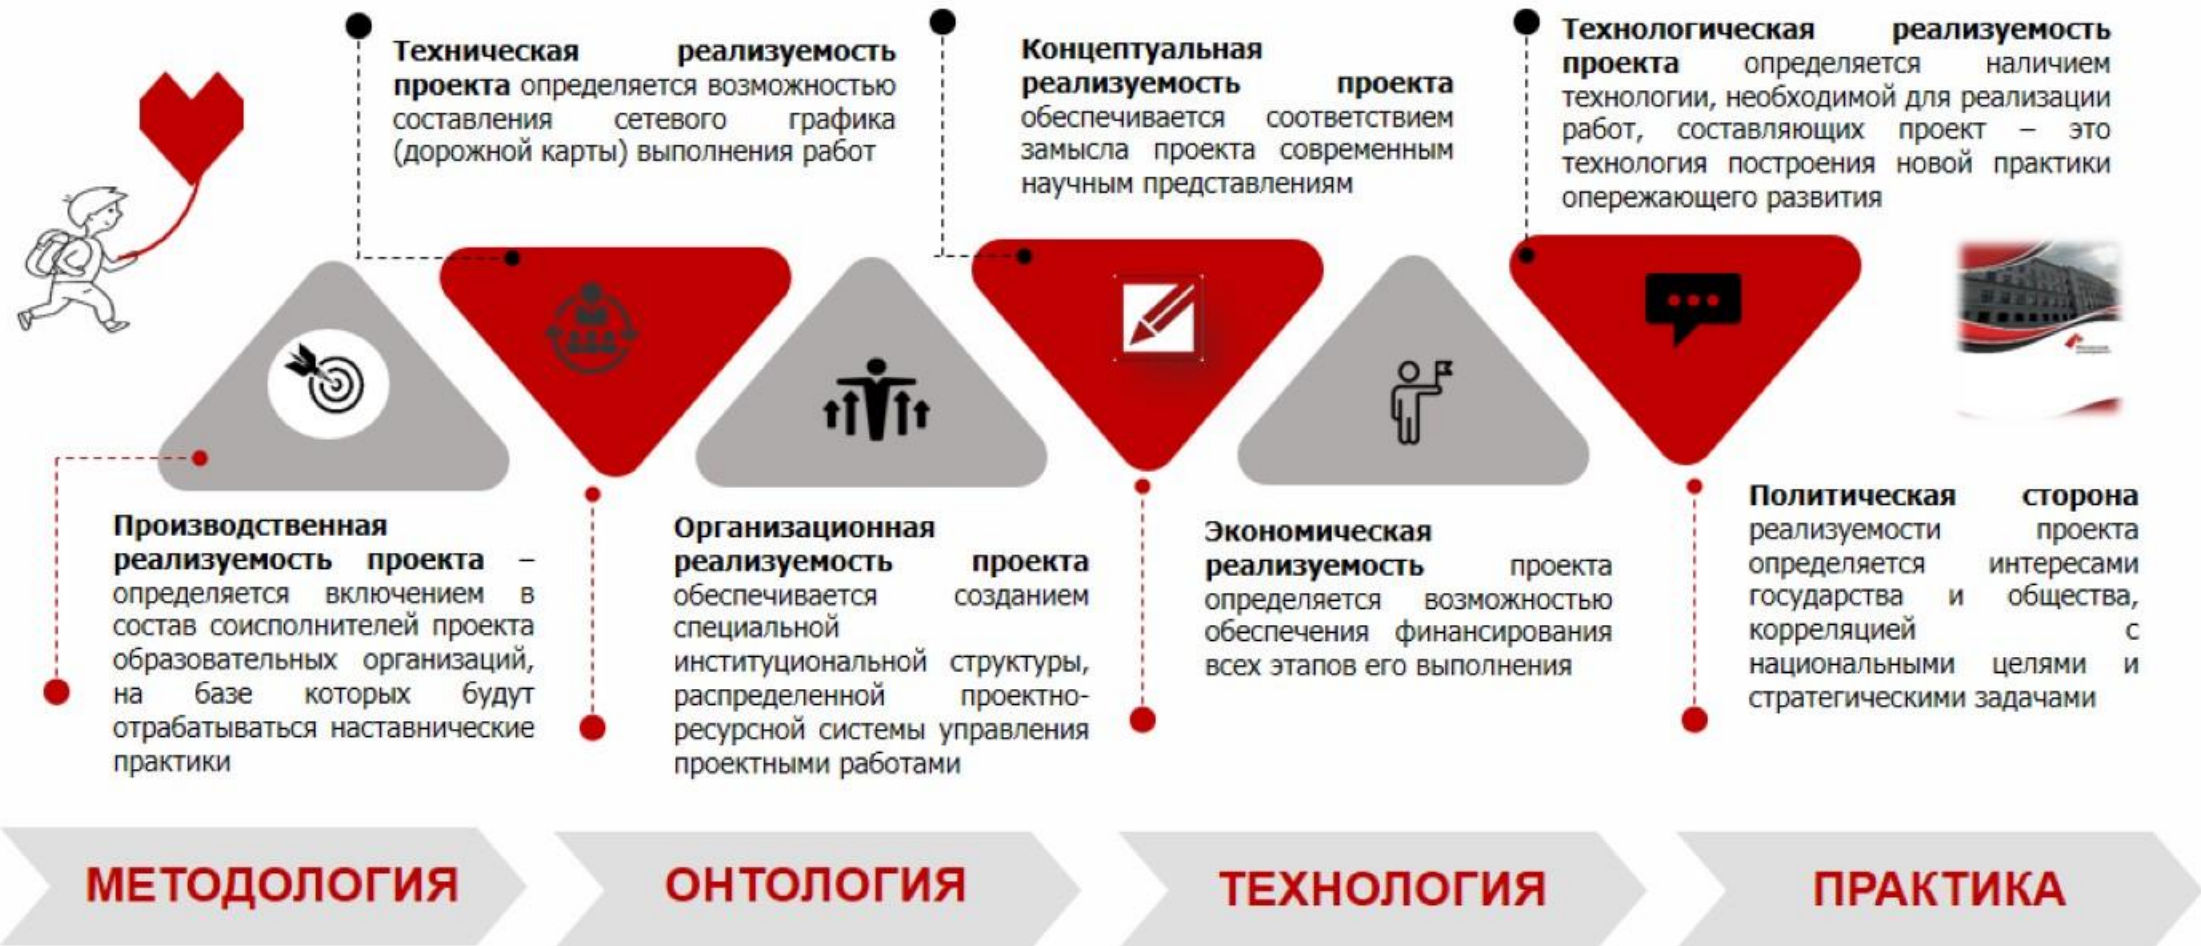 Техническая реализуемость
проекта определяется возможностью
составления сетевого графика
(дорожной карты) выполнения работ
Концептуальная
реализуемость проекта
обеспечивается соответствием
замысла проекта современным
научным представлениям
Технологическая реализуемость
проекта определяется наличием
технологии, необходимой для реализации
работ, составляющих проект – это
технология построения новой практики
опережающего развития
Производственная
реализуемость проекта –
определяется включением в
состав соисполнителей проекта
образовательных организаций,
на базе которых будут
отрабатываться наставнические
практики
Организационная
реализуемость проекта
обеспечивается созданием
специальной
институциональной структуры,
распределенной проектно-
ресурсной системы управления
проектными работами
Экономическая
реализуемость проекта
определяется возможностью
обеспечения финансирования
всех этапов его выполнения
Политическая сторона
реализуемости проекта
определяется интересами
государства и общества,
корреляцией с
национальными целями и
стратегическими задачами
МЕТОДОЛОГИЯ
ОНТОЛОГИЯ
ТЕХНОЛОГИЯ
ПРАКТИКА